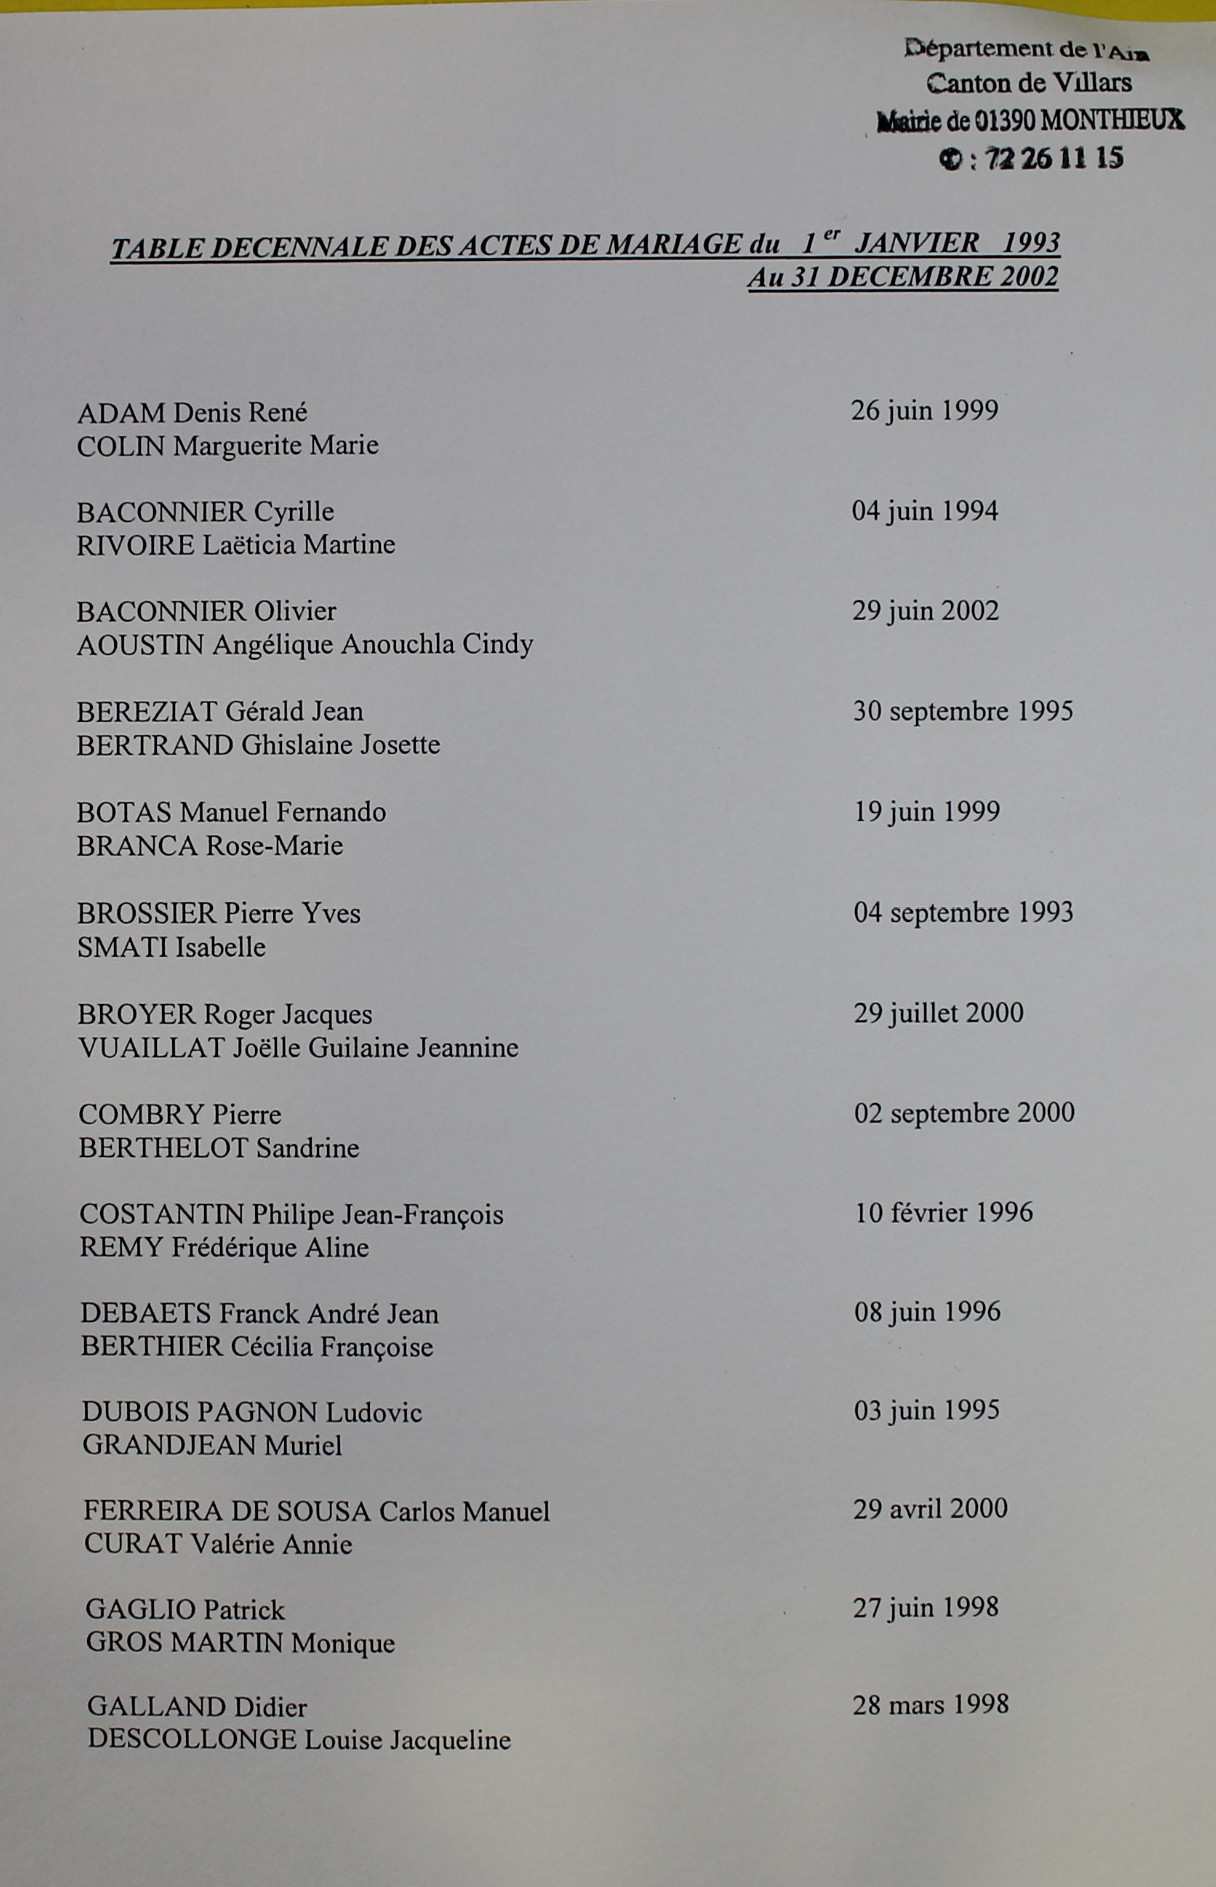 Département de l'Ain
Canton de Villars
Mairie de 01390 MONTHIEUX
✆ : 72 26 11 15
TABLE DECENNALE DES ACTES DE MARIAGE du 1er JANVIER 1993
Au 31 DECEMBRE 2002
ADAM Denis René 26 juin 1999
COLIN Marguerite Marie
BACONNIER Cyrille 04 juin 1994
RIVOIRE Laëticia Martine
BACONNIER Olivier 29 juin 2002
AOUSTIN Angélique Anouchla Cindy
BEREZIAT Gérald Jean 30 septembre 1995
BERTRAND Ghislaine Josette
BOTAS Manuel Fernando 19 juin 1999
BRANCA Rose-Marie
BROSSIER Pierre Yves 04 septembre 1993
SMATI Isabelle
BROYER Roger Jacques 29 juillet 2000
VUAILLAT Joëlle Guilaine Jeannine
COMBRY Pierre 02 septembre 2000
BERTHELOT Sandrine
COSTANTIN Philipe Jean-François 10 février 1996
REMY Frédérique Aline
DEBAETS Franck André Jean 08 juin 1996
BERTHIER Cécilia Françoise
DUBOIS PAGNON Ludovic 03 juin 1995
GRANDJEAN Muriel
FERREIRA DE SOUSA Carlos Manuel 29 avril 2000
CURAT Valérie Annie
GAGLIO Patrick 27 juin 1998
GROS MARTIN Monique
GALLAND Didier 28 mars 1998
DESCOLLONGE Louise Jacqueline